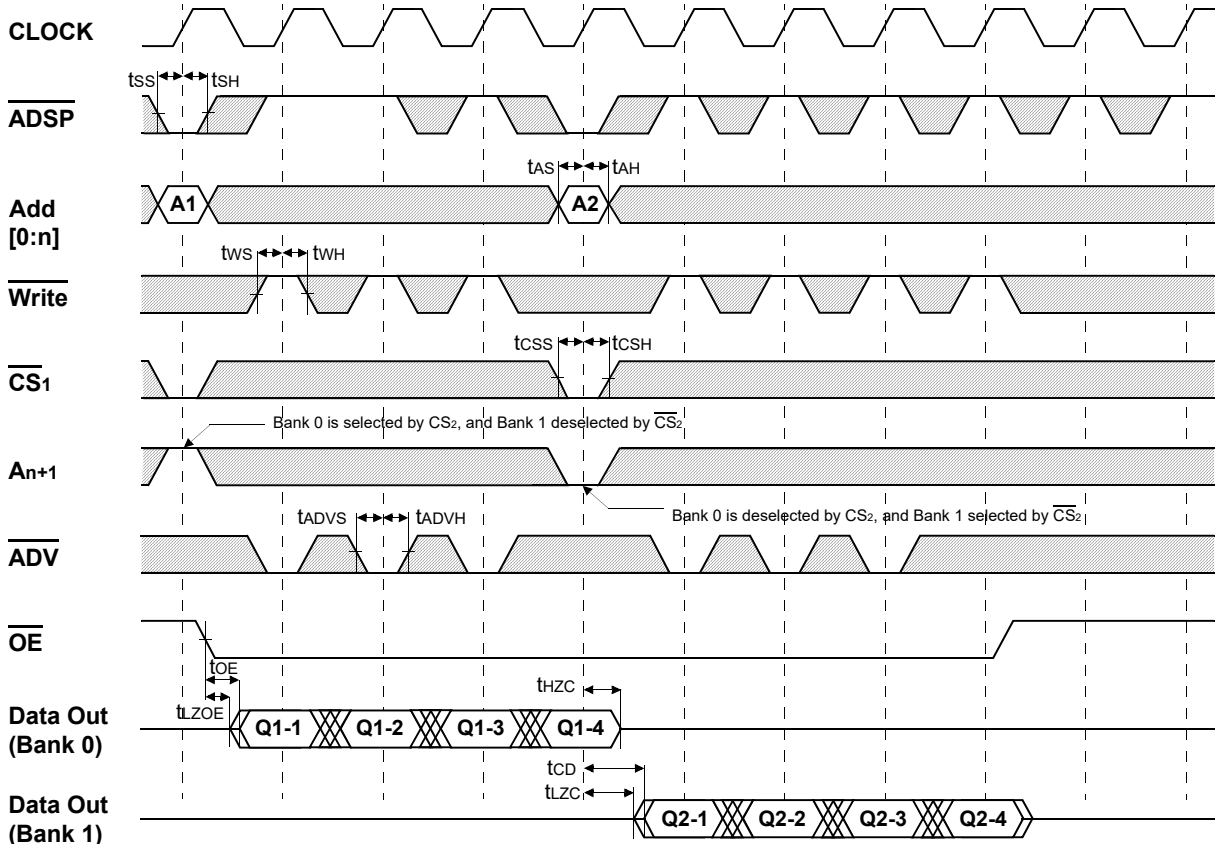 CLOCK
tSS tSH
ADSP
tAS tAH
Add
[0:n]
A1 A2
tWS tWH
Write
tCSS tCSH
CS1
Bank 0 is selected by CS2, and Bank 1 deselected by CS2
An+1
Bank 0 is deselected by CS2, and Bank 1 selected by CS2
tADVS tADVH
ADV
OE
tOE
tHZC
tLZOE
Data Out
(Bank 0)
Q1-1 Q1-2 Q1-3 Q1-4
tCD
tLZC
Data Out
(Bank 1)
Q2-1 Q2-2 Q2-3 Q2-4